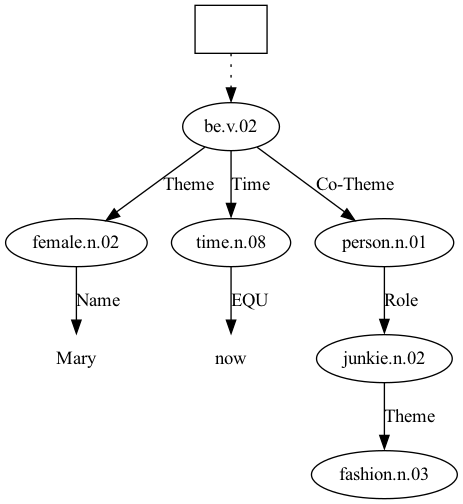 be.v.02
Theme Time Co-Theme
female.n.02 time.n.08 person.n.01
Name EQU Role
Mary now junkie.n.02
Theme
fashion.n.03